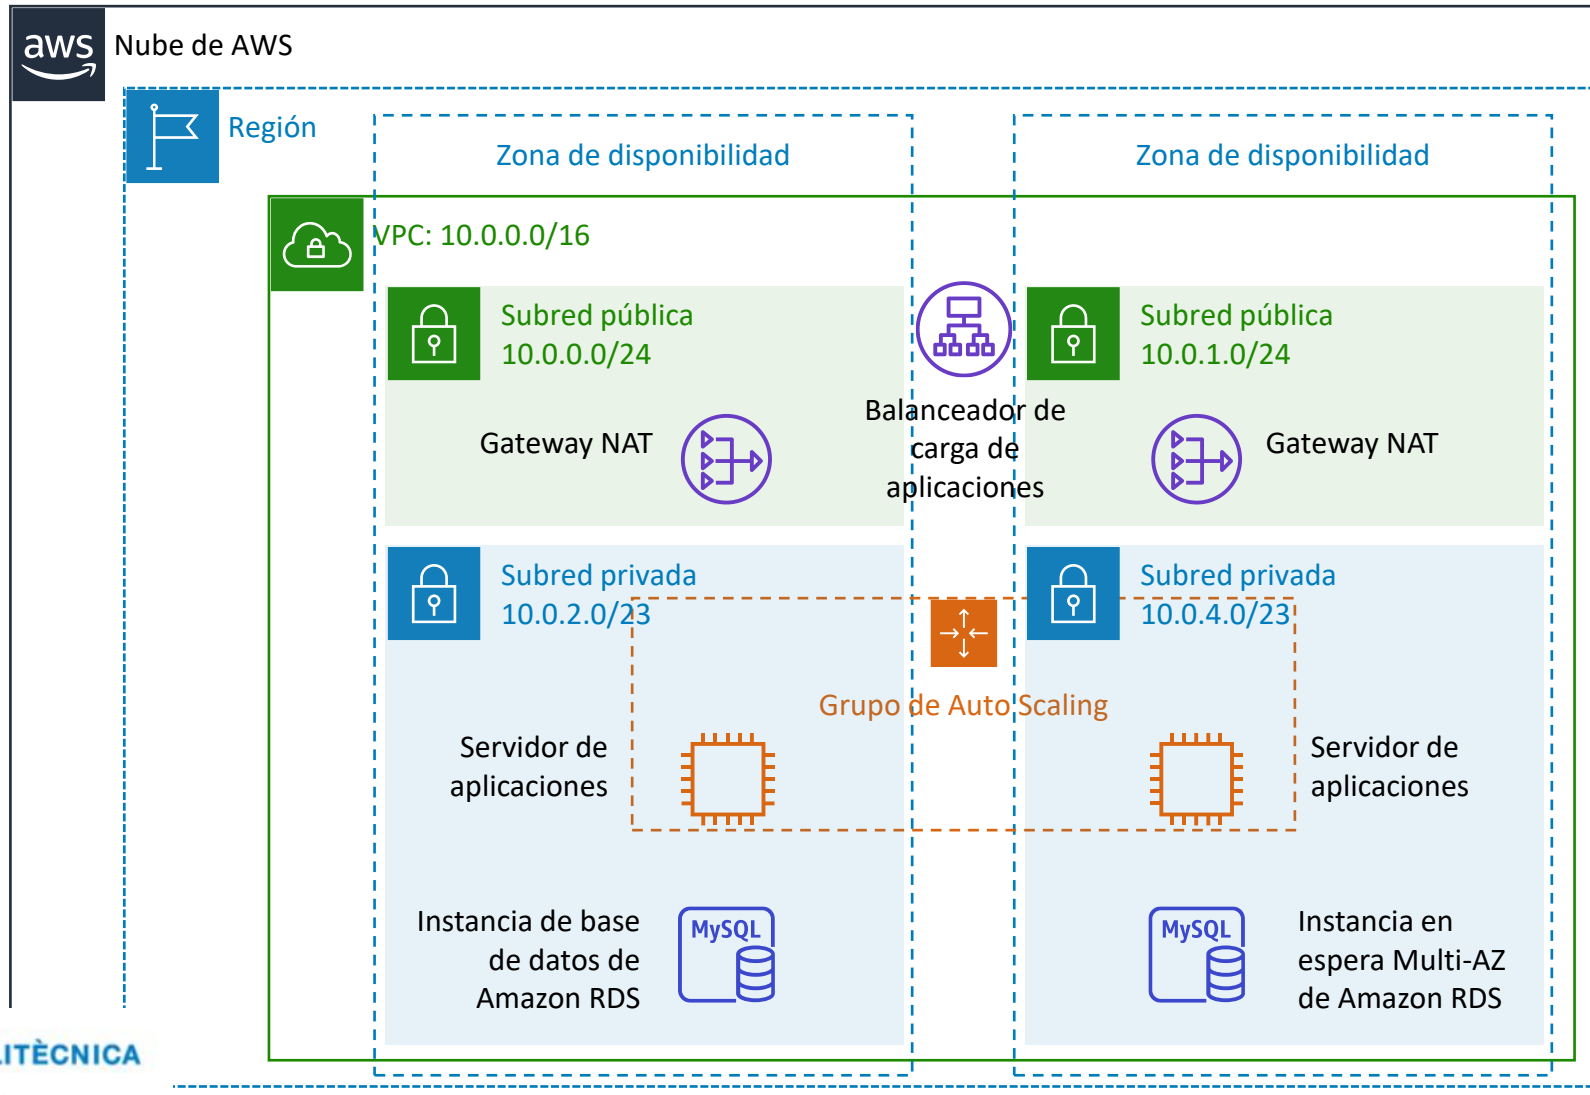 aws
Nube de AWS
Región
Zona de disponibilidad
Zona de disponibilidad
VPC: 10.0.0.0/16
Subred pública
10.0.0.0/24
Gateway NAT
Balanceador de
carga de
aplicaciones
Subred pública
10.0.1.0/24
Gateway NAT
Subred privada
10.0.2.0/23
Subred privada
10.0.4.0/23
Grupo de Auto Scaling
Servidor de
aplicaciones
Servidor de
aplicaciones
Instancia de base
de datos de
Amazon RDS
MySQL
MySQL
Instancia en
espera Multi-AZ
de Amazon RDS
LITÈCNICA